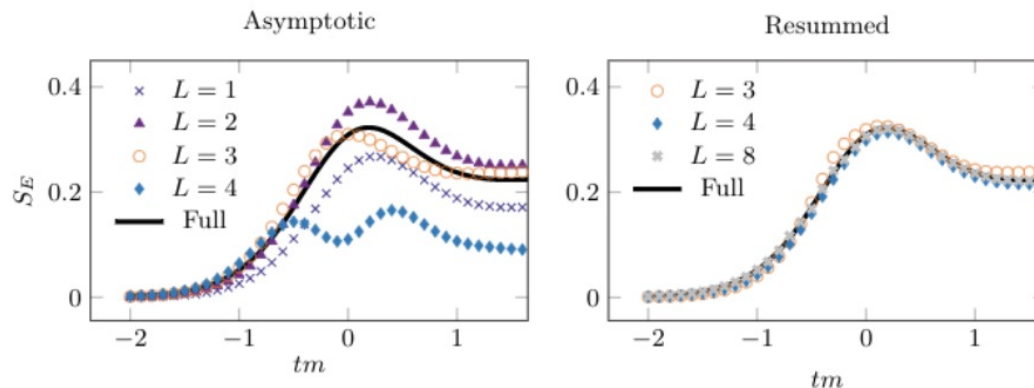 Asymptotic
0.4
0.2
0
S_E
× L = 1
▲ L = 2
○ L = 3
◆ L = 4
Full
−2 −1 0 1
tm
Resummed
0.4
0.2
0
○ L = 3
◆ L = 4
✖ L = 8
Full
−2 −1 0 1
tm